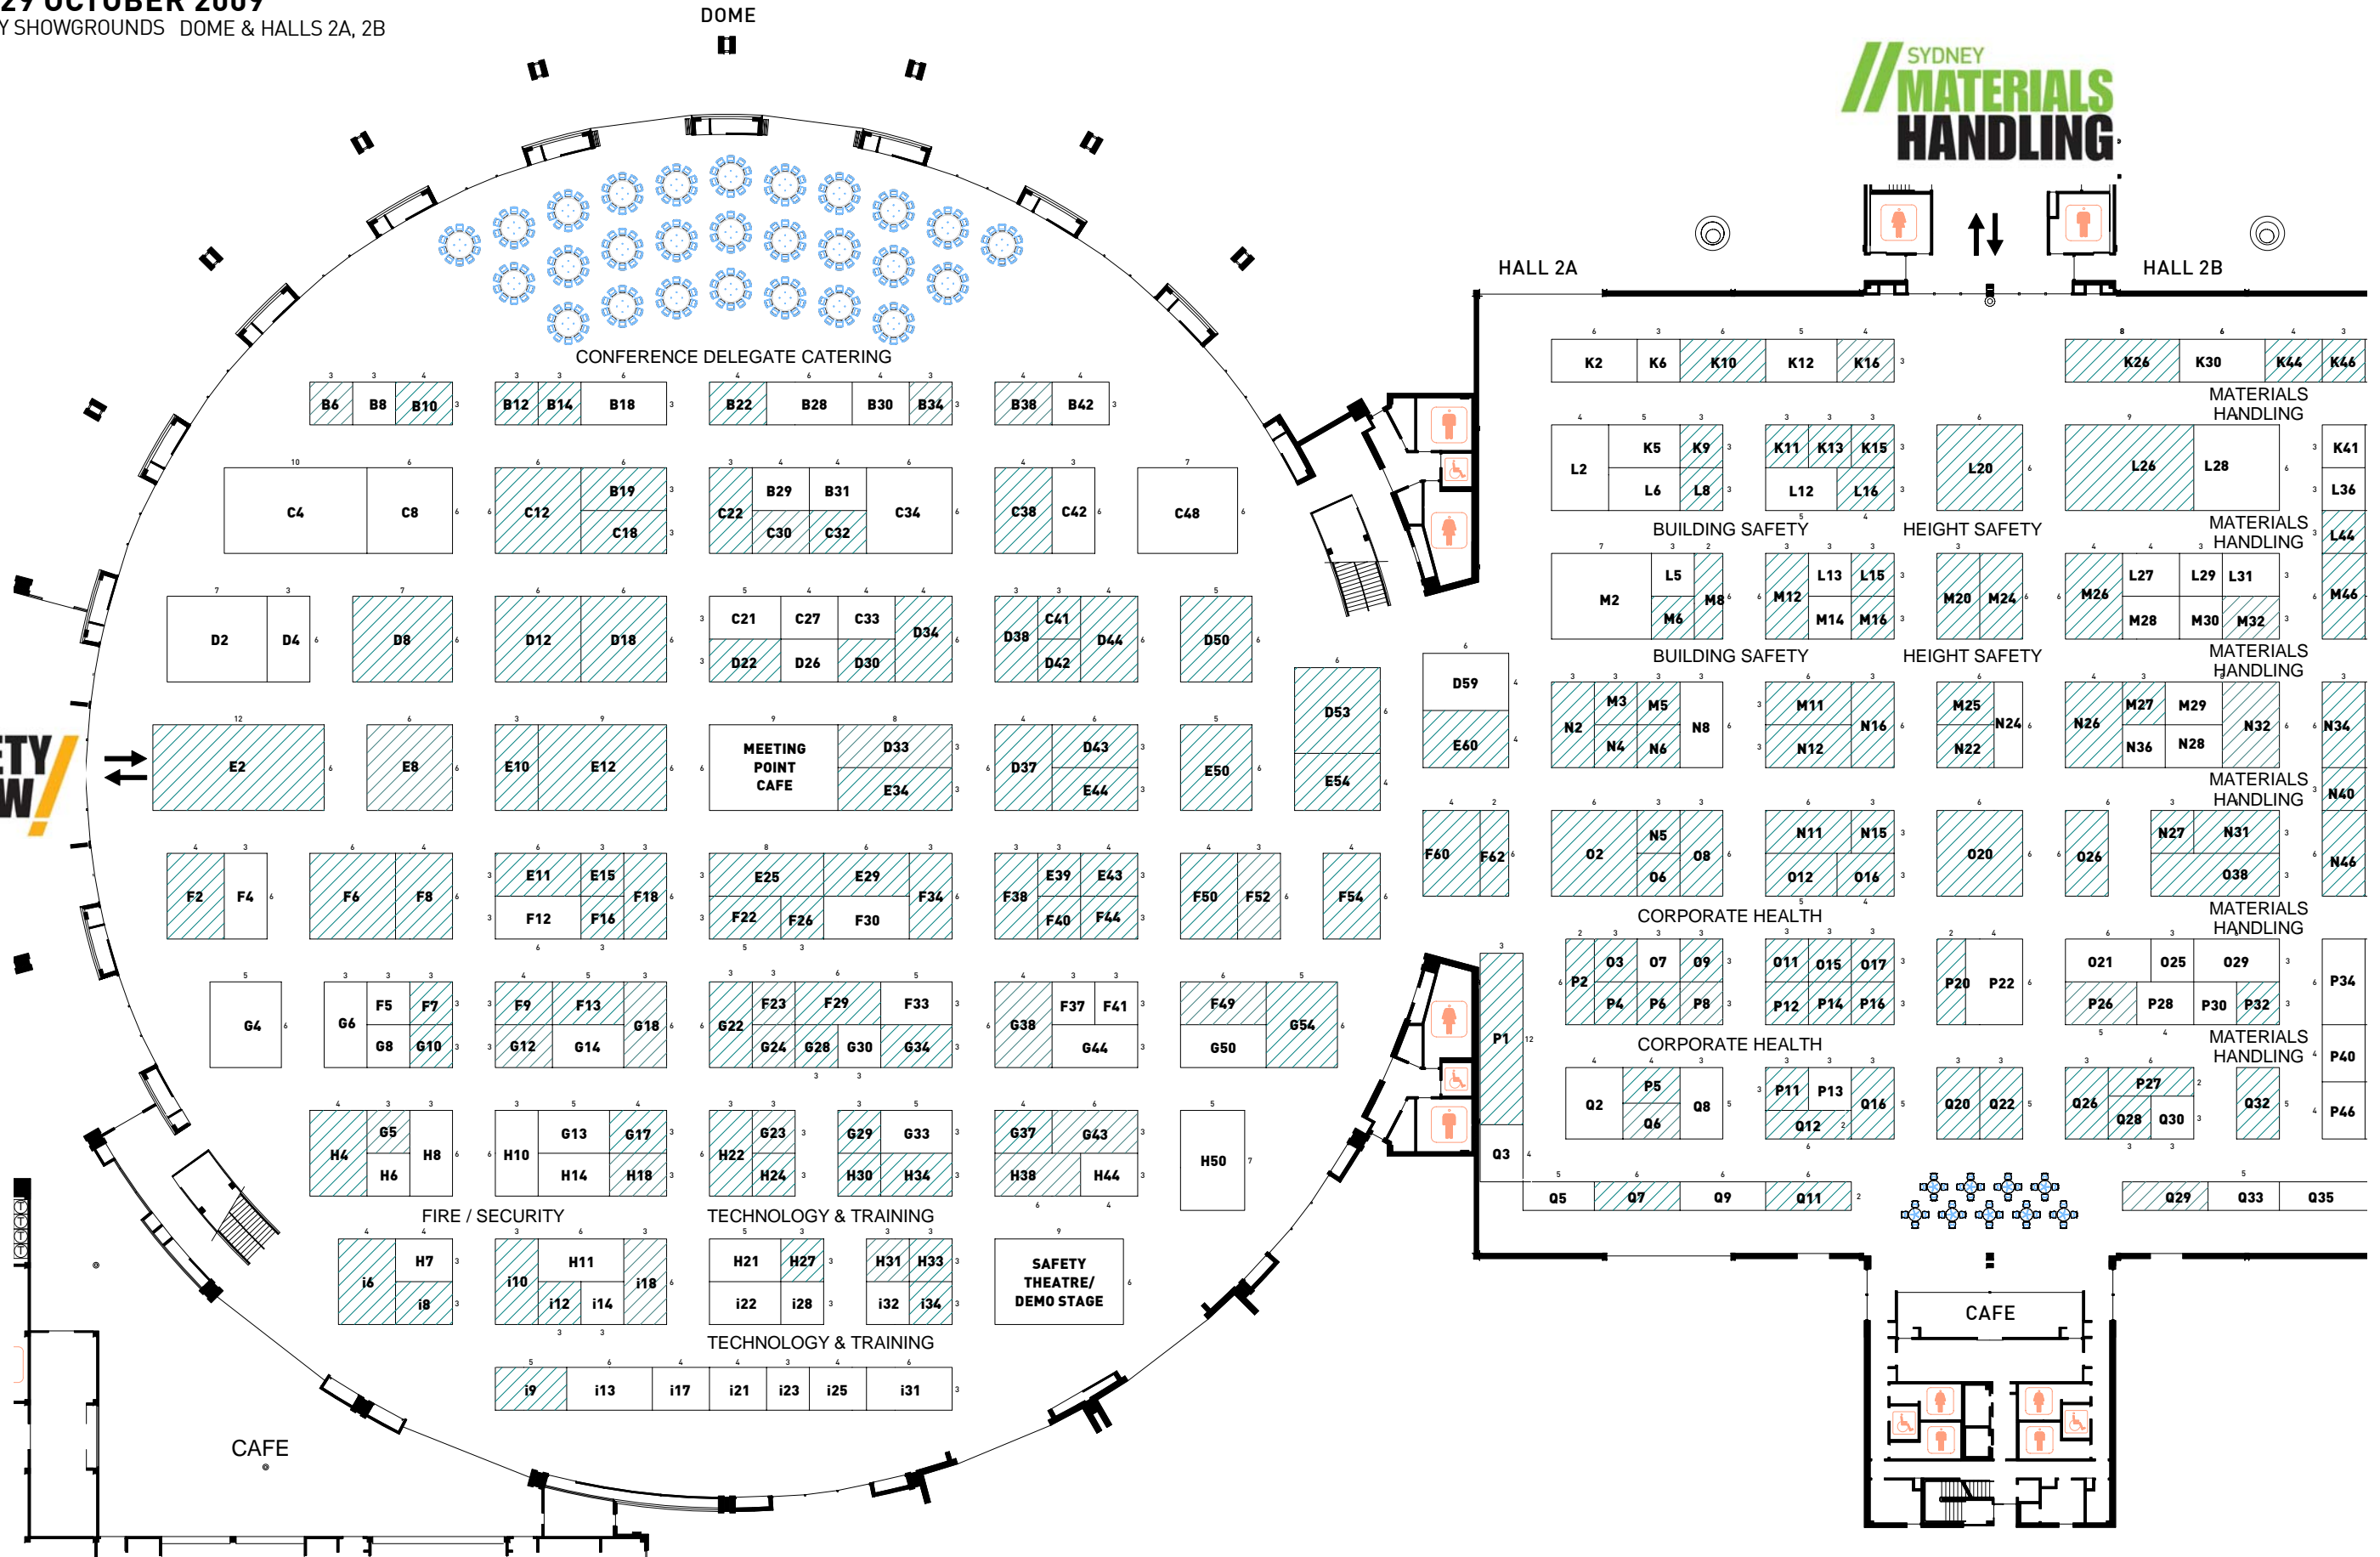 29 OCTOBER 2009
Y SHOWGROUNDS DOME & HALLS 2A, 2B
DOME
SYDNEY
MATERIALS
HANDLING
HALL 2A
HALL 2B
CONFERENCE DELEGATE CATERING
B6 B8 B10 B12 B14 B18 B22 B28 B30 B34 B38 B42
C4 C8 C12 B19 C18 C22 B29 B31 C30 C32 C34 C38 C42 C48
D2 D4 D8 D12 D18 C21 C27 C33 D22 D26 D30 D34 D38 C41 D42 D44 D50
E2 E8 E10 E12
MEETING
POINT
CAFE
D33 E34 D37 D43 E44 E50 D53 E54 D59 E60
F2 F4 F6 F8 E11 E15 F12 F16 F18 E25 E29 F22 F26 F30 F34 F38 E39 E43 F40 F44 F50 F52 F54 F60 F62
G4 G6 F5 F7 G8 G10 F9 F13 G12 G14 G18 G22 F23 F29 F33 G24 G28 G30 G34 G38 F37 F41 G44 F49 G50 G54
H4 G5 H6 H8 H10 G13 G17 H14 H18 H22 G23 H24 G29 G33 H30 H34 G37 G43 H38 H44 H50
FIRE / SECURITY
TECHNOLOGY & TRAINING
i6 H7 i8 i10 H11 i12 i14 i18 H21 H27 i22 i28 H31 H33 i32 i34
SAFETY
THEATRE/
DEMO STAGE
TECHNOLOGY & TRAINING
i9 i13 i17 i21 i23 i25 i31
CAFE
ETY
W!
K2 K6 K10 K12 K16 K26 K30 K44 K46
MATERIALS
HANDLING
L2 K5 K9 L6 L8 K11 K13 K15 L12 L16 L20 L26 L28 K41 L36
BUILDING SAFETY
HEIGHT SAFETY
MATERIALS
HANDLING
L44
M2 L5 M6 M8 M12 L13 L15 M14 M16 M20 M24 M26 L27 L29 L31 M28 M30 M32 M46
BUILDING SAFETY
HEIGHT SAFETY
MATERIALS
HANDLING
N2 M3 M5 N4 N6 N8 M11 N12 N16 M25 N22 N24 N26 M27 M29 N36 N28 N32 N34
MATERIALS
HANDLING
N40
O2 N5 O6 O8 N11 N15 O12 O16 O20 O26 N27 N31 O38 N46
CORPORATE HEALTH
MATERIALS
HANDLING
P1 P2 O3 O7 O9 P4 P6 P8 O11 O15 O17 P12 P14 P16 P20 P22 O21 O25 O29 P26 P28 P30 P32 P34
CORPORATE HEALTH
MATERIALS
HANDLING
P40
Q3 Q2 P5 Q6 Q8 P11 P13 Q12 Q16 Q20 Q22 Q26 P27 Q28 Q30 Q32 P46
Q5 Q7 Q9 Q11 Q29 Q33 Q35
CAFE